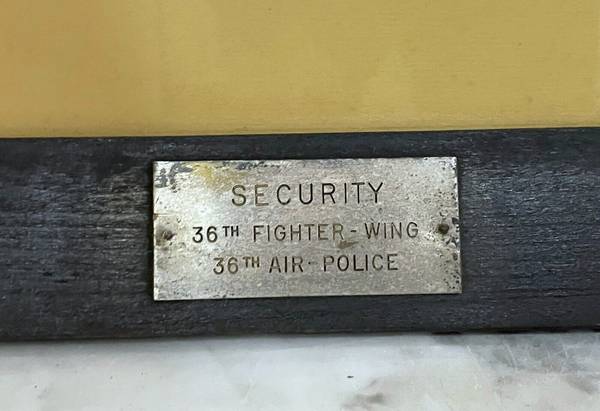 SECURITY
36TH FIGHTER-WING
36TH AIR-POLICE